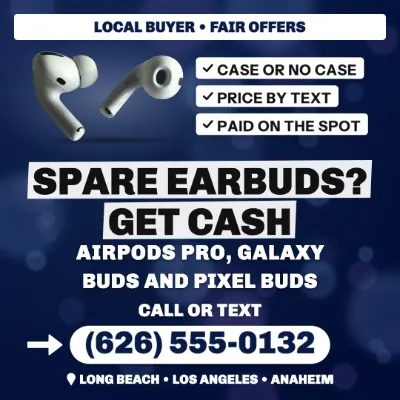 LOCAL BUYER • FAIR OFFERS
✓ CASE OR NO CASE
✓ PRICE BY TEXT
✓ PAID ON THE SPOT
SPARE EARBUDS?
GET CASH
AIRPODS PRO, GALAXY
BUDS AND PIXEL BUDS
CALL OR TEXT
→ (626) 555-0132
LONG BEACH • LOS ANGELES • ANAHEIM